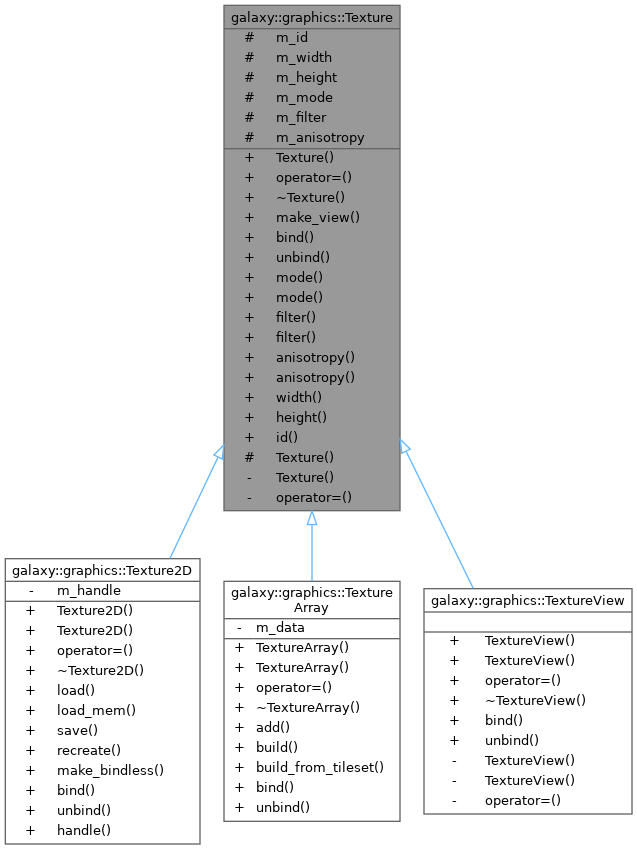 galaxy::graphics::Texture
# m_id
# m_width
# m_height
# m_mode
# m_filter
# m_anisotropy
+ Texture()
+ operator=()
+ ~Texture()
+ make_view()
+ bind()
+ unbind()
+ mode()
+ mode()
+ filter()
+ filter()
+ anisotropy()
+ anisotropy()
+ width()
+ height()
+ id()
# Texture()
- Texture()
- operator=()
galaxy::graphics::Texture2D
- m_handle
+ Texture2D()
+ Texture2D()
+ operator=()
+ ~Texture2D()
+ load()
+ load_mem()
+ save()
+ recreate()
+ make_bindless()
+ bind()
+ unbind()
+ handle()
galaxy::graphics::Texture
Array
- m_data
+ TextureArray()
+ TextureArray()
+ operator=()
+ ~TextureArray()
+ add()
+ build()
+ build_from_tileset()
+ bind()
+ unbind()
galaxy::graphics::TextureView
+ TextureView()
+ TextureView()
+ operator=()
+ ~TextureView()
+ bind()
+ unbind()
- TextureView()
- TextureView()
- operator=()